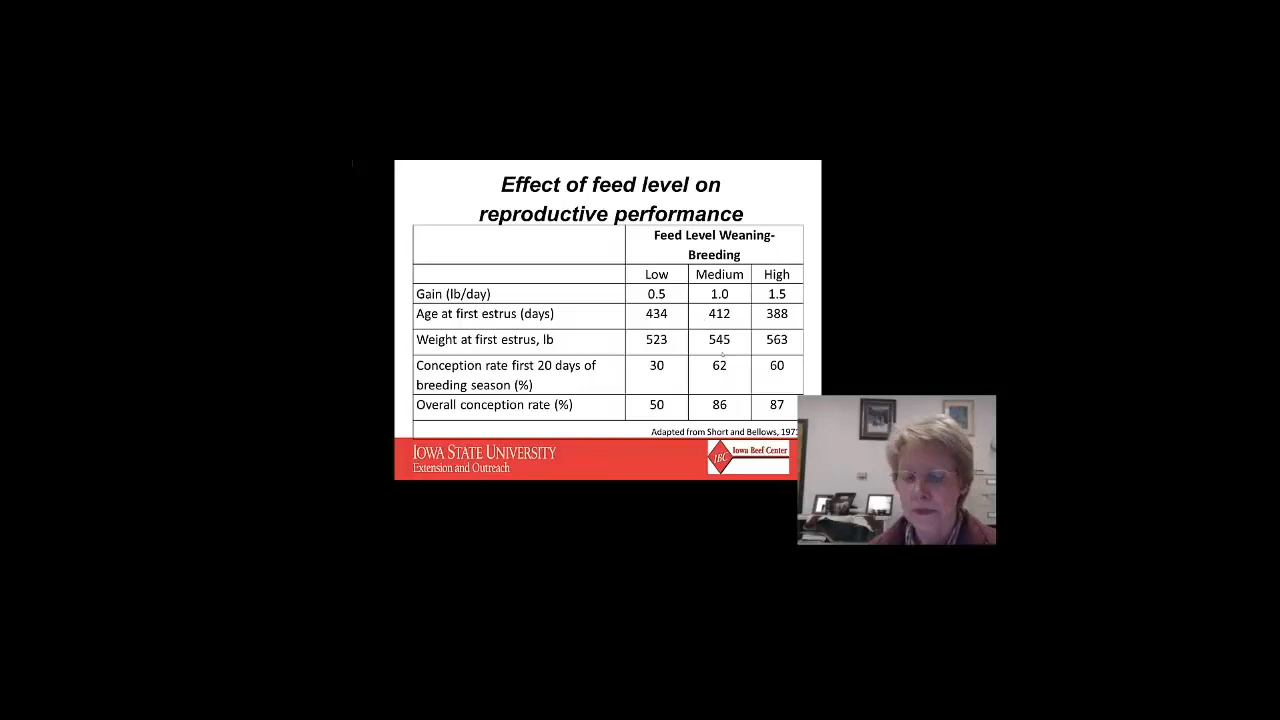 Effect of feed level on
reproductive performance
Feed Level Weaning-
Breeding
Low Medium High
Gain (lb/day) 0.5 1.0 1.5
Age at first estrus (days) 434 412 388
Weight at first estrus, lb 523 545 563
Conception rate first 20 days of
breeding season (%) 30 62 60
Overall conception rate (%) 50 86 87
Adapted from Short and Bellows,
IOWA STATE UNIVERSITY
Extension and Outreach
IBC Iowa Beef Center